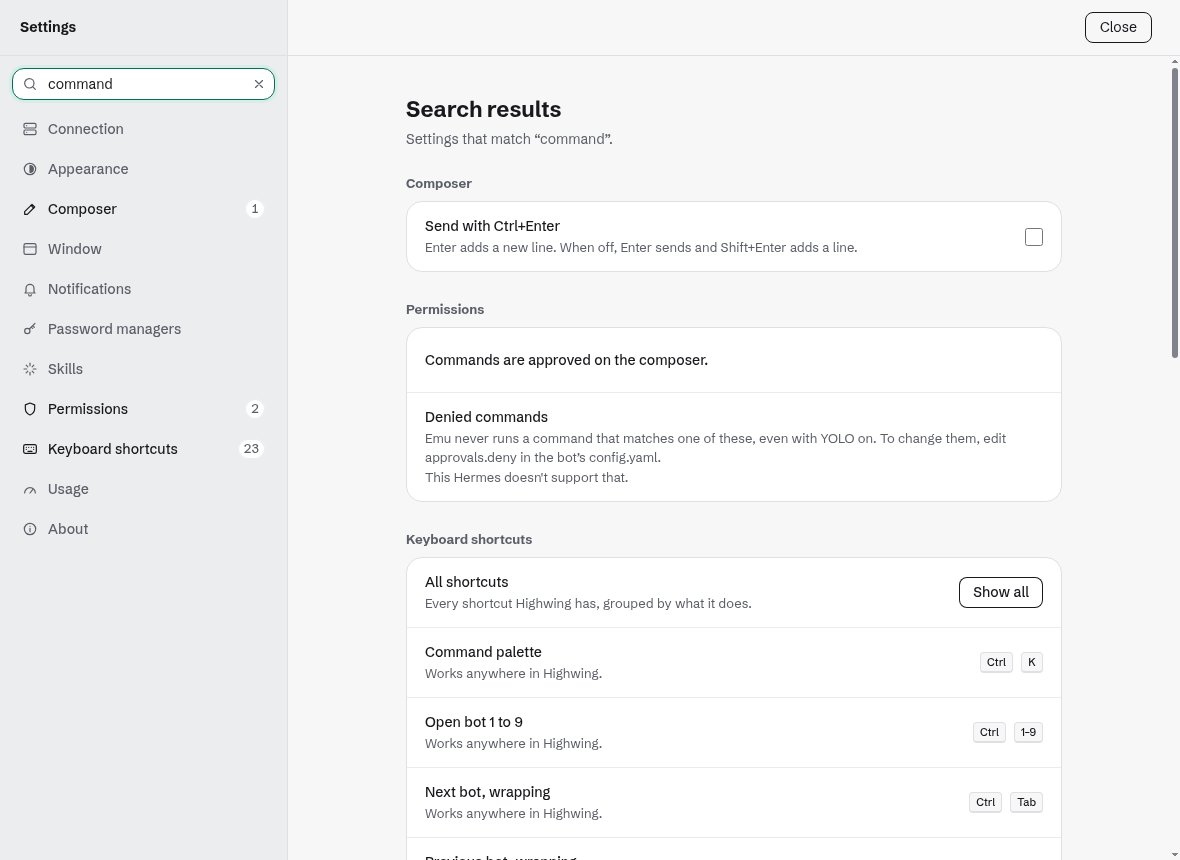 Settings
Close
command
Connection
Appearance
Composer 1
Window
Notifications
Password managers
Skills
Permissions 2
Keyboard shortcuts 23
Usage
About
Search results
Settings that match “command”.
Composer
Send with Ctrl+Enter
Enter adds a new line. When off, Enter sends and Shift+Enter adds a line.
Permissions
Commands are approved on the composer.
Denied commands
Emu never runs a command that matches one of these, even with YOLO on. To change them, edit
approvals.deny in the bot’s config.yaml.
This Hermes doesn't support that.
Keyboard shortcuts
All shortcuts
Every shortcut Highwing has, grouped by what it does.
Show all
Command palette
Works anywhere in Highwing.
Ctrl K
Open bot 1 to 9
Works anywhere in Highwing.
Ctrl 1–9
Next bot, wrapping
Works anywhere in Highwing.
Ctrl Tab
Previous bot, wrapping